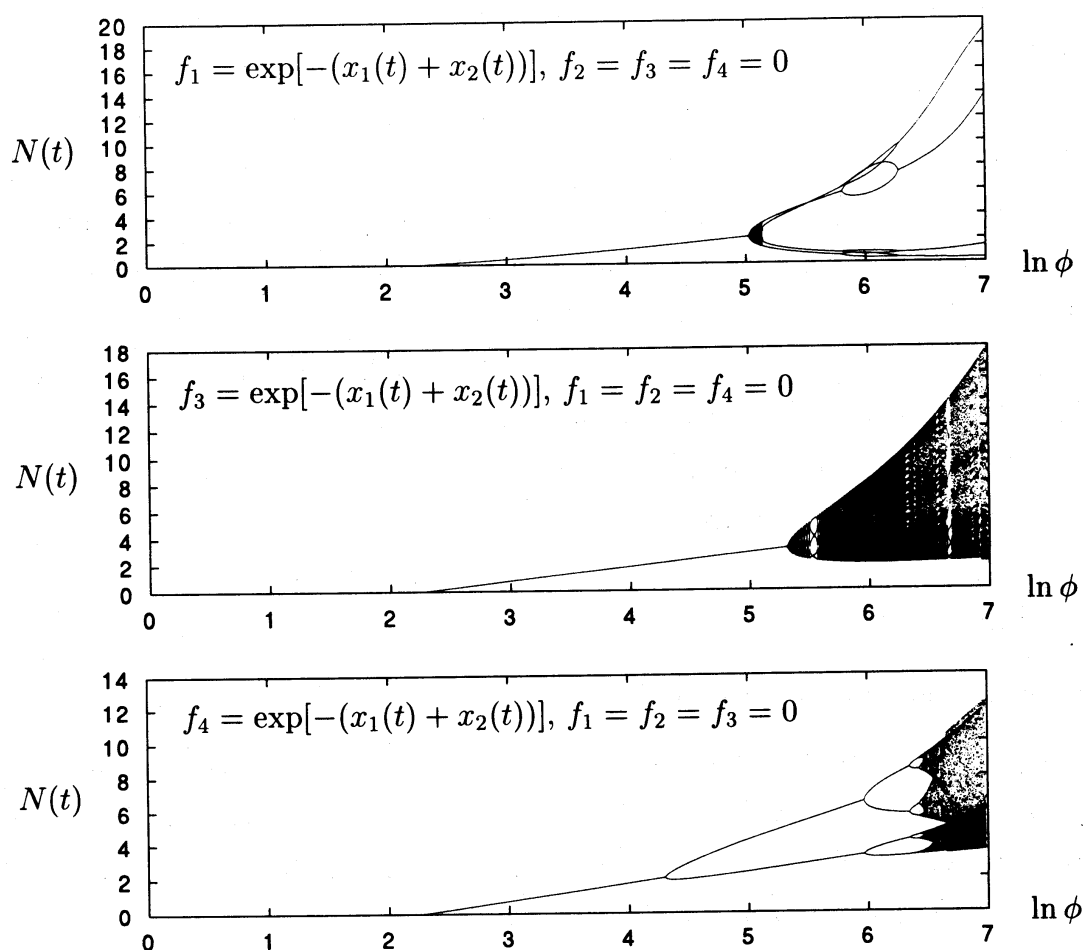 20
18
16
14
12
10
8
6
4
2
0
N(t)
f₁ = exp[−(x₁(t) + x₂(t))], f₂ = f₃ = f₄ = 0
0 1 2 3 4 5 6 7
ln ϕ
18
16
14
12
10
8
6
4
2
0
N(t)
f₃ = exp[−(x₁(t) + x₂(t))], f₁ = f₂ = f₄ = 0
0 1 2 3 4 5 6 7
ln ϕ
14
12
10
8
6
4
2
0
N(t)
f₄ = exp[−(x₁(t) + x₂(t))], f₁ = f₂ = f₃ = 0
0 1 2 3 4 5 6 7
ln ϕ